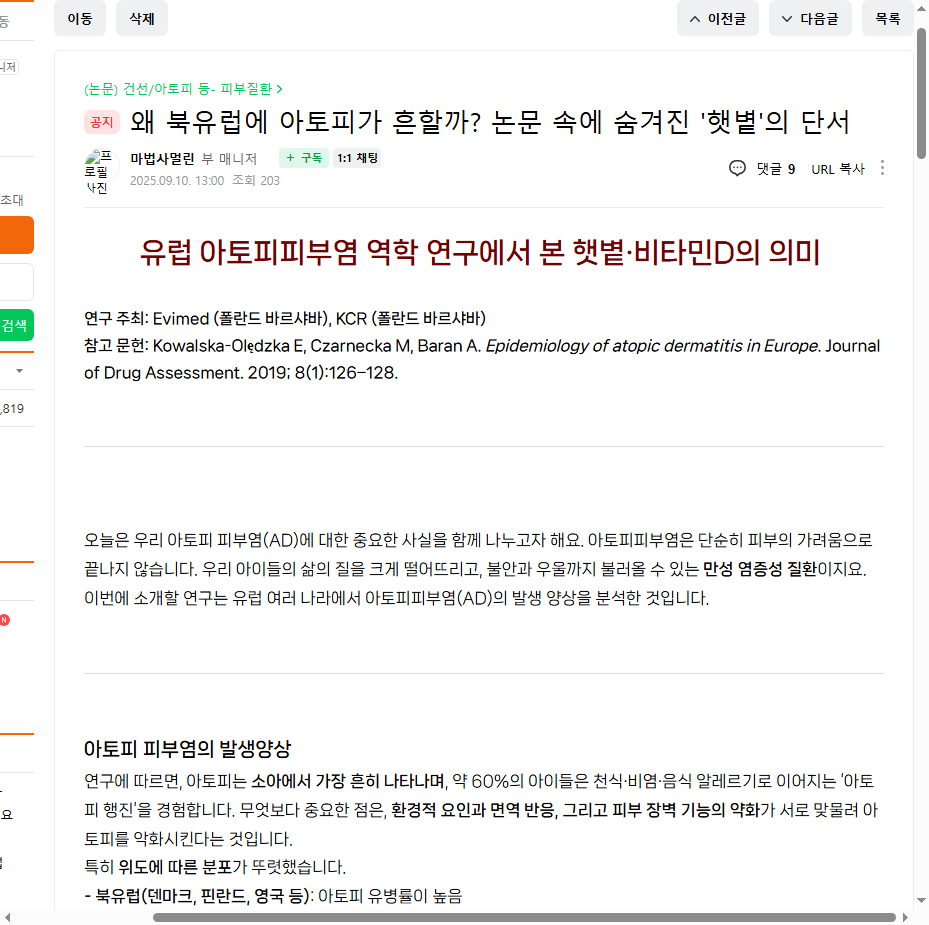 이동 삭제 이전글 다음글 목록
초대
검색
,819
N
요
(논문) 건선/아토피 등- 피부질환 >
공지 왜 북유럽에 아토피가 흔할까? 논문 속에 숨겨진 '햇볕'의 단서
프로필 사진
마법사멀린 부 매니저 + 구독 1:1 채팅
2025.09.10. 13:00 조회 203
댓글 9 URL 복사
유럽 아토피피부염 역학 연구에서 본 햇볕·비타민D의 의미
연구 주최: Evimed (폴란드 바르샤바), KCR (폴란드 바르샤바)
참고 문헌: Kowalska-Olędzka E, Czarnecka M, Baran A. Epidemiology of atopic dermatitis in Europe. Journal
of Drug Assessment. 2019; 8(1):126–128.
오늘은 우리 아토피 피부염(AD)에 대한 중요한 사실을 함께 나누고자 해요. 아토피피부염은 단순히 피부의 가려움으로
끝나지 않습니다. 우리 아이들의 삶의 질을 크게 떨어뜨리고, 불안과 우울까지 불러올 수 있는 만성 염증성 질환이지요.
이번에 소개할 연구는 유럽 여러 나라에서 아토피피부염(AD)의 발생 양상을 분석한 것입니다.
아토피 피부염의 발생양상
연구에 따르면, 아토피는 소아에서 가장 흔히 나타나며, 약 60%의 아이들은 천식·비염·음식 알레르기로 이어지는 '아토
피 행진'을 경험합니다. 무엇보다 중요한 점은, 환경적 요인과 면역 반응, 그리고 피부 장벽 기능의 약화가 서로 맞물려 아
토피를 악화시킨다는 것입니다.
특히 위도에 따른 분포가 뚜렷했습니다.
- 북유럽(덴마크, 핀란드, 영국 등): 아토피 유병률이 높음